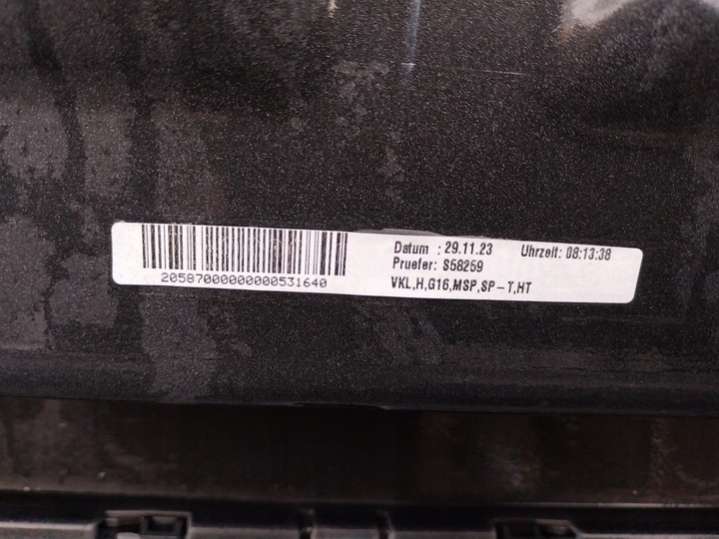 Datum : 29.11.23 Uhrzeit: 08:13:38
Pruefer: S58259
20587000000000531640
VKL,H,G16,MSP,SP-T,HT